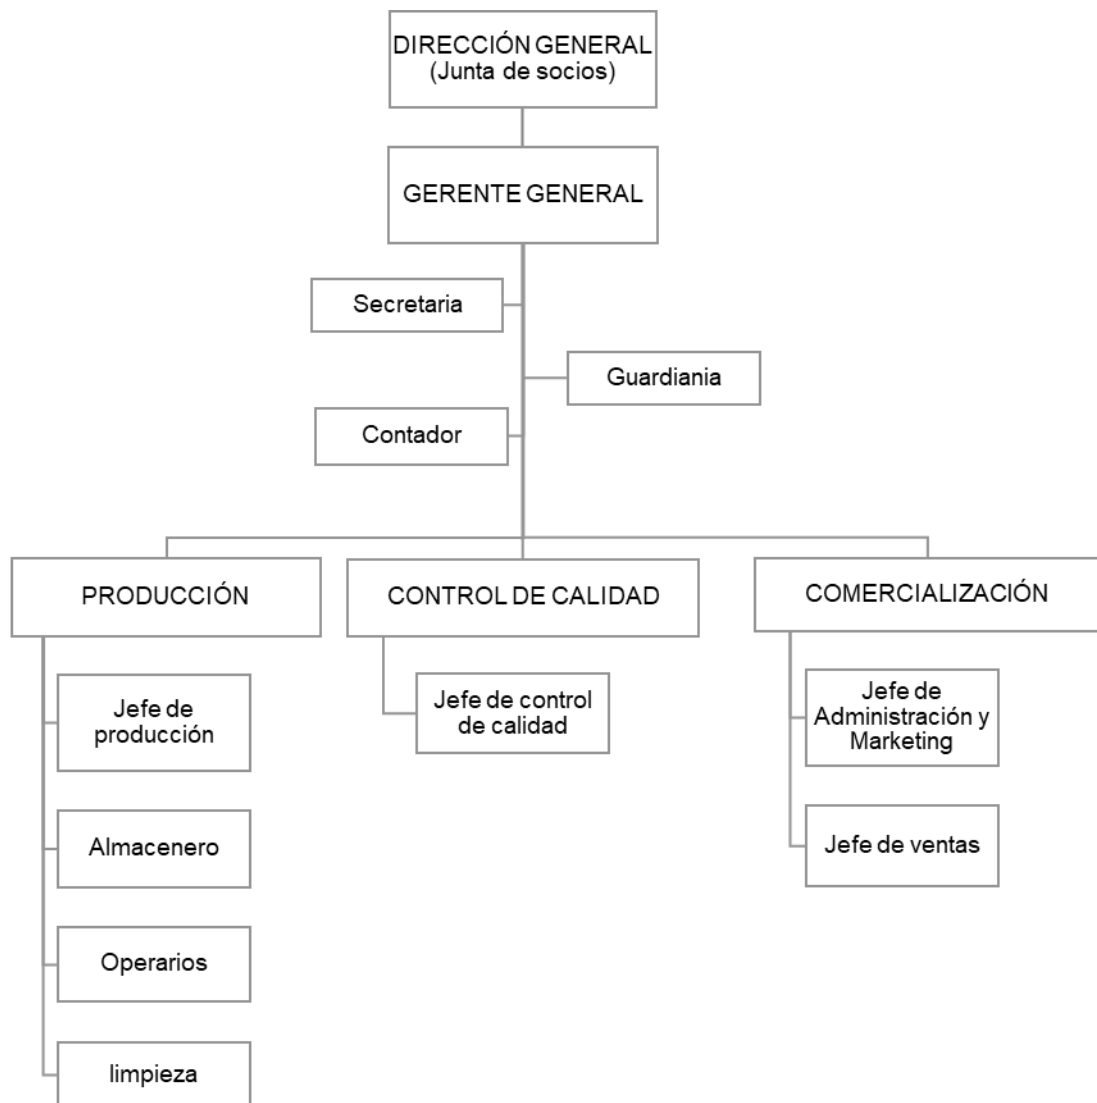 DIRECCIÓN GENERAL
(Junta de socios)
GERENTE GENERAL
Secretaria
Guardiania
Contador
PRODUCCIÓN
CONTROL DE CALIDAD
COMERCIALIZACIÓN
Jefe de
producción
Almacenero
Operarios
limpieza
Jefe de control
de calidad
Jefe de
Administración y
Marketing
Jefe de ventas